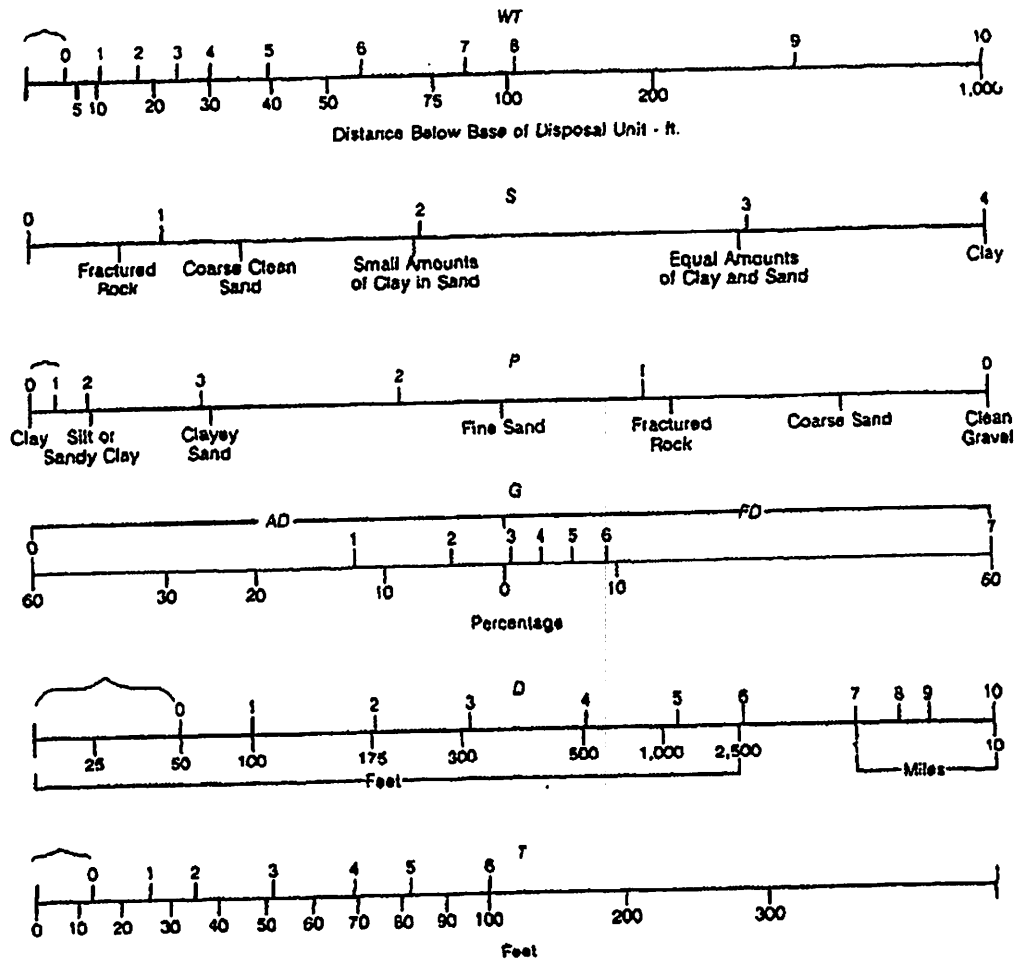 WT
0 1 2 3 4 5 6 7 8 9 10
5 10 20 30 40 50 75 100 200 1,000
Distance Below Base of Disposal Unit - ft.
S
0 1 2 3 4
Fractured Coarse Clean Small Amounts Equal Amounts Clay
Rock Sand of Clay in Sand of Clay and Sand
P
0 1 2 3 2 1 0
Clay Silt or Clayey Fine Sand Fractured Coarse Sand Clean
Sandy Clay Sand Rock Gravel
G
AD FD
0 1 2 3 4 5 6 7
60 30 20 10 0 10 60
Percentage
D
0 1 2 3 4 5 6 7 8 9 10
25 50 100 175 300 500 1,000 2,500 1 10
Feet Miles
T
0 1 2 3 4 5 6
0 10 20 30 40 50 60 70 80 90 100 200 300
Feet